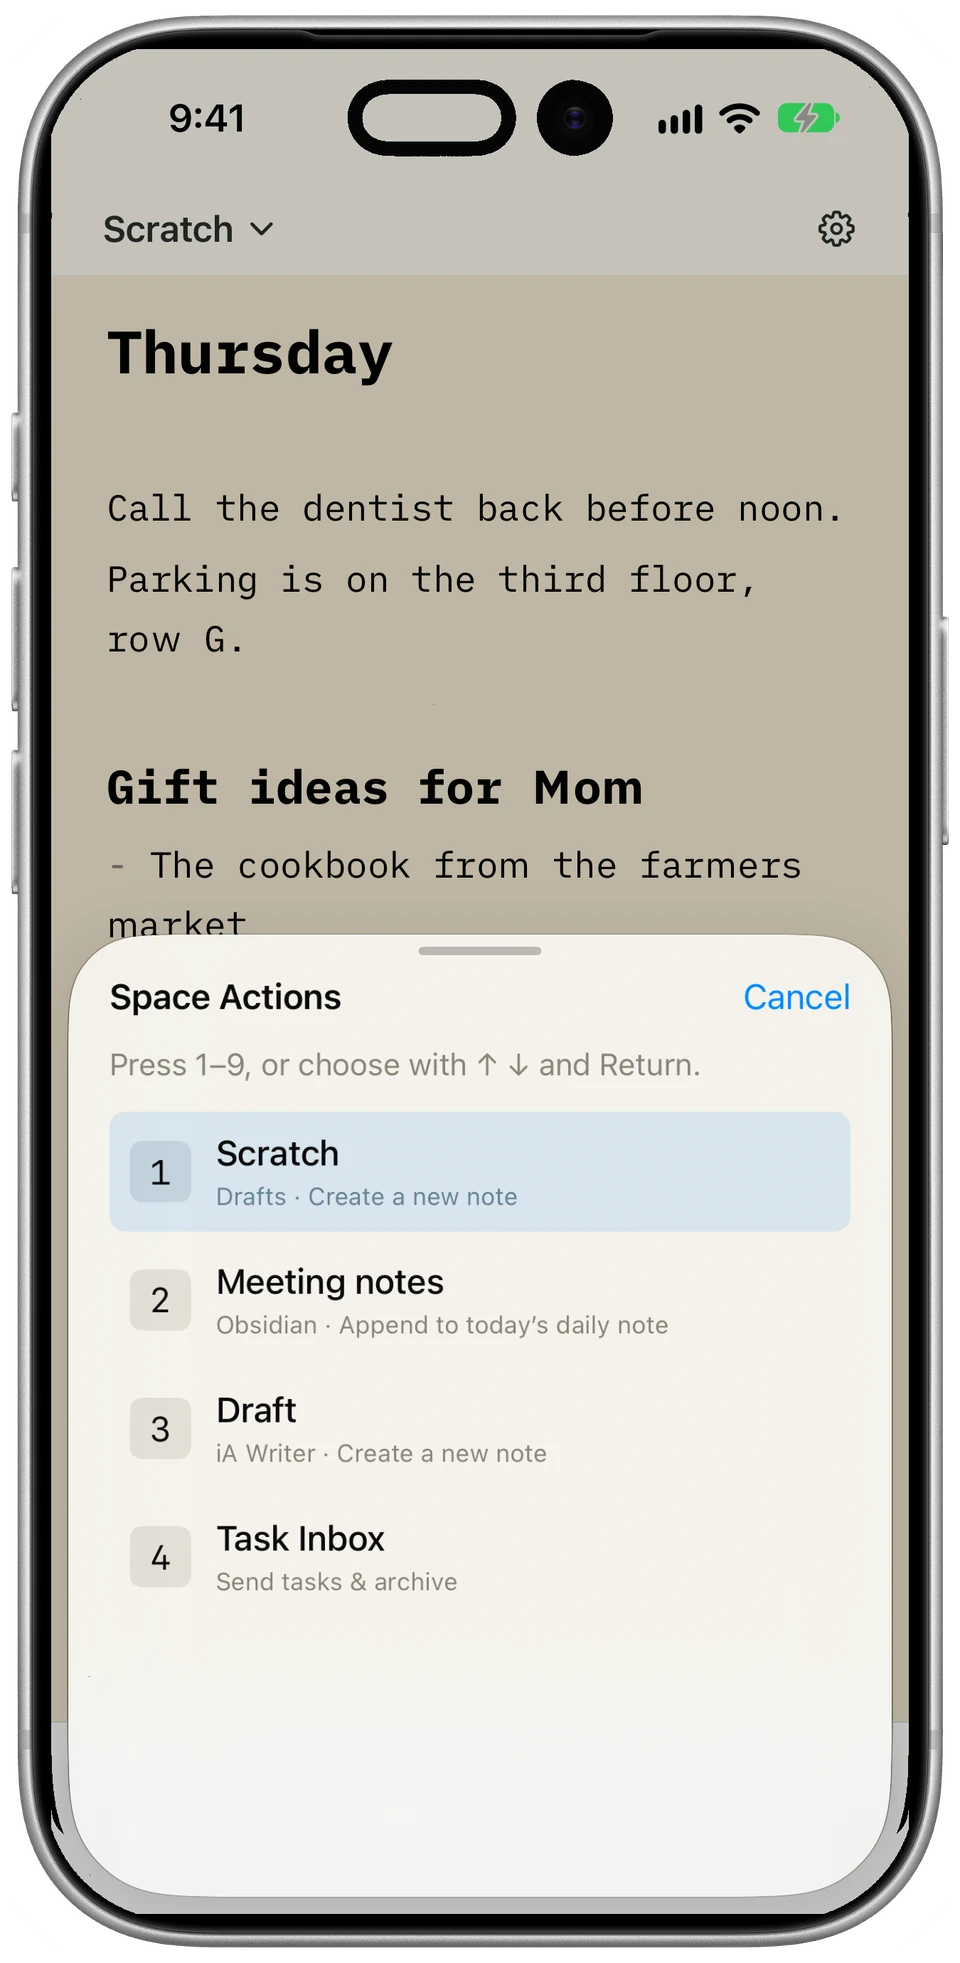 9:41
Scratch
Thursday
Call the dentist back before noon.
Parking is on the third floor,
row G.
Gift ideas for Mom
- The cookbook from the farmers
market
Space Actions
Cancel
Press 1–9, or choose with ↑ ↓ and Return.
1
Scratch
Drafts · Create a new note
2
Meeting notes
Obsidian · Append to today’s daily note
3
Draft
iA Writer · Create a new note
4
Task Inbox
Send tasks & archive